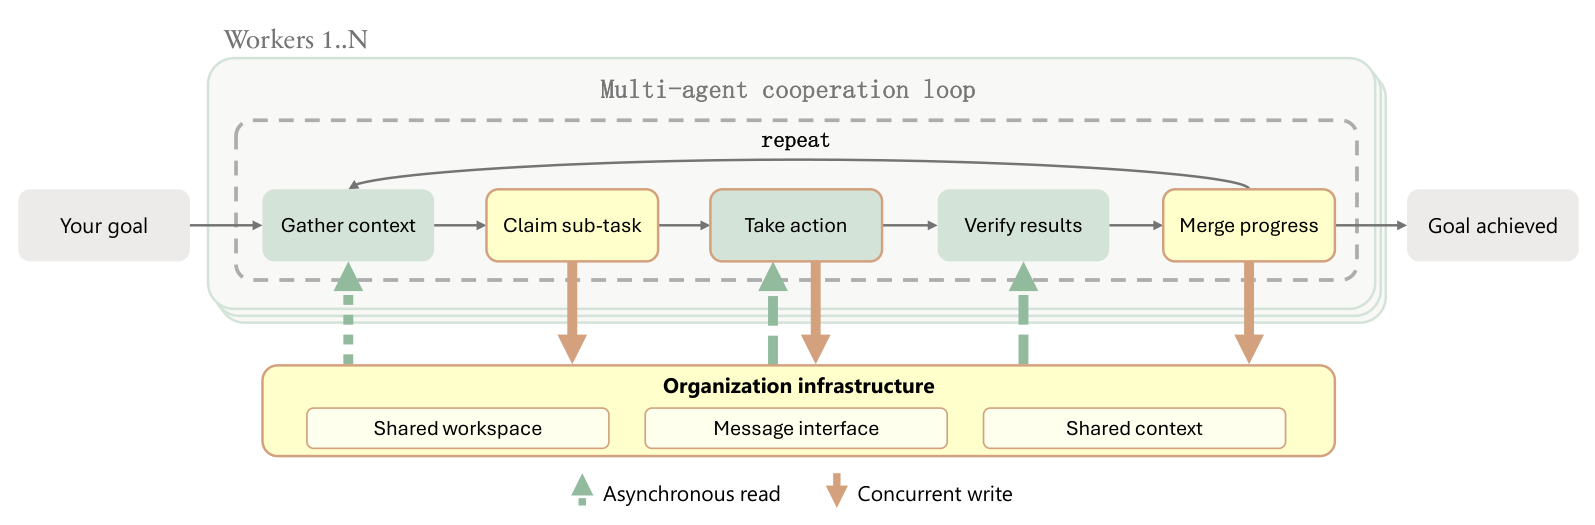 Workers 1..N
Multi-agent cooperation loop
repeat
Your goal
Gather context
Claim sub-task
Take action
Verify results
Merge progress
Goal achieved
Organization infrastructure
Shared workspace
Message interface
Shared context
Asynchronous read
Concurrent write